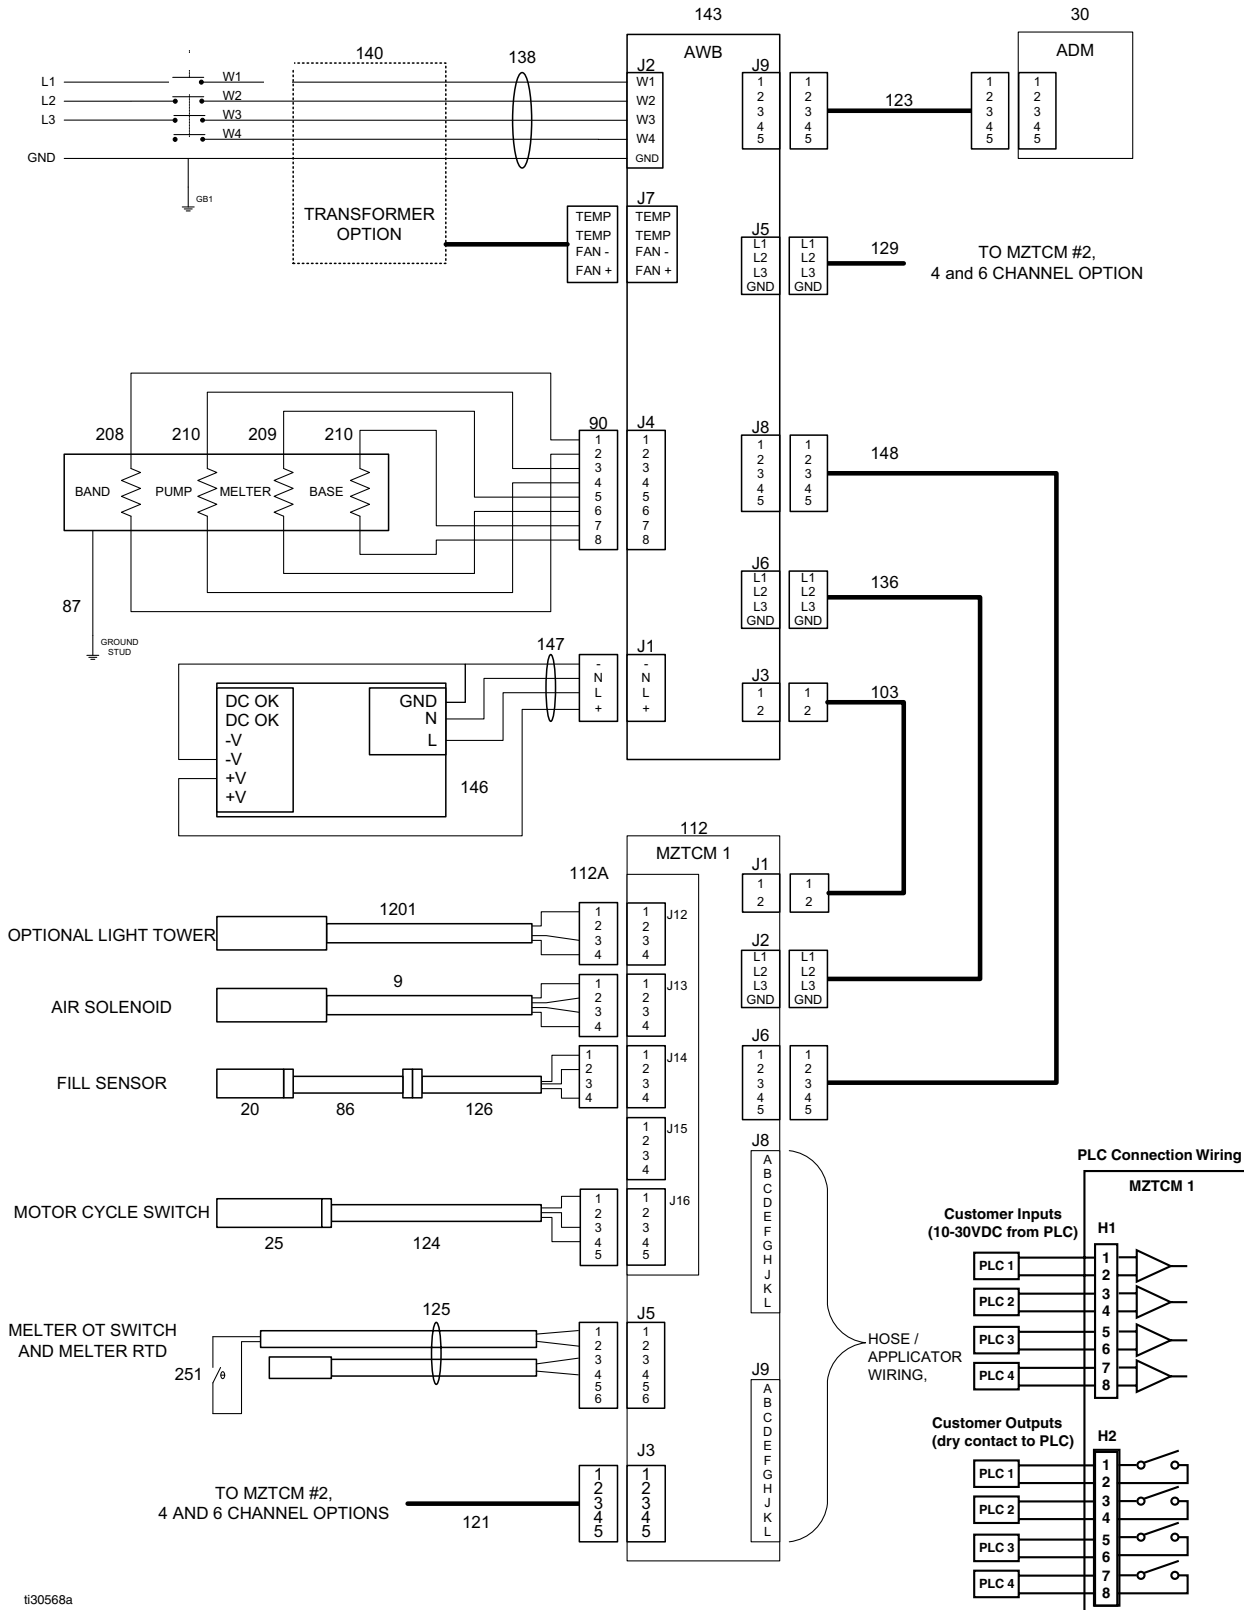 143
30
140
138
AWB
ADM
L1
L2
L3
GND
W1
W2
W3
W4
GB1
TRANSFORMER
OPTION
J2
W1
W2
W3
W4
GND
J9
1
2
3
4
5
1
2
3
4
5
123
1
2
3
4
5
1
2
3
4
5
J7
TEMP
TEMP
FAN -
FAN +
TEMP
TEMP
FAN -
FAN +
J5
L1
L2
L3
GND
L1
L2
L3
GND
129
TO MZTCM #2,
4 and 6 CHANNEL OPTION
208
210
209
210
BAND
PUMP
MELTER
BASE
87
GROUND
STUD
90
1
2
3
4
5
6
7
8
J4
1
2
3
4
5
6
7
8
J8
1
2
3
4
5
1
2
3
4
5
148
J6
L1
L2
L3
GND
L1
L2
L3
GND
136
147
-
N
L
+
J1
-
N
L
+
J3
1
2
1
2
103
DC OK
DC OK
-V
-V
+V
+V
GND
N
L
146
112
MZTCM 1
112A
J1
1
2
1
2
OPTIONAL LIGHT TOWER
1201
1
2
3
4
1
2
3
4
J12
J2
L1
L2
L3
GND
L1
L2
L3
GND
AIR SOLENOID
9
1
2
3
4
1
2
3
4
J13
FILL SENSOR
20
86
126
1
2
3
4
1
2
3
4
J14
J6
1
2
3
4
5
1
2
3
4
5
1
2
3
4
J15
MOTOR CYCLE SWITCH
25
124
1
2
3
4
5
1
2
3
4
5
J16
J8
A
B
C
D
E
F
G
H
J
K
L
MELTER OT SWITCH
AND MELTER RTD
251
θ
125
1
2
3
4
5
6
J5
1
2
3
4
5
6
HOSE /
APPLICATOR
WIRING,
J9
A
B
C
D
E
F
G
H
J
K
L
TO MZTCM #2,
4 AND 6 CHANNEL OPTIONS
121
1
2
3
4
5
J3
1
2
3
4
5
PLC Connection Wiring
MZTCM 1
Customer Inputs
(10-30VDC from PLC)
H1
PLC 1
PLC 2
PLC 3
PLC 4
1
2
3
4
5
6
7
8
Customer Outputs
(dry contact to PLC)
H2
PLC 1
PLC 2
PLC 3
PLC 4
1
2
3
4
5
6
7
8
ti30568a